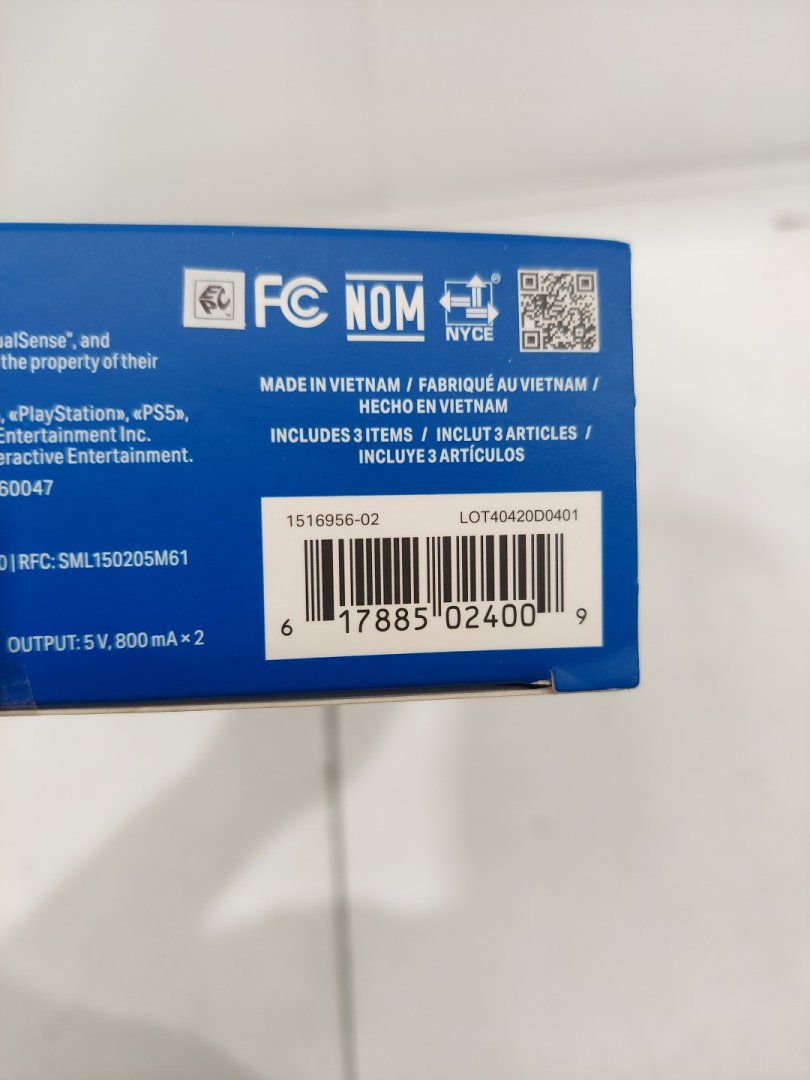 FC
NOM
NYCE
ualSense™, and
the property of their
, «PlayStation», «PS5»,
Entertainment Inc.
eractive Entertainment.
60047
0 | RFC: SML150205M61
OUTPUT: 5 V, 800 mA × 2
MADE IN VIETNAM / FABRIQUÉ AU VIETNAM /
HECHO EN VIETNAM
INCLUDES 3 ITEMS / INCLUT 3 ARTICLES /
INCLUYE 3 ARTÍCULOS
1516956-02 LOT40420D0401
6 17885 02400 9